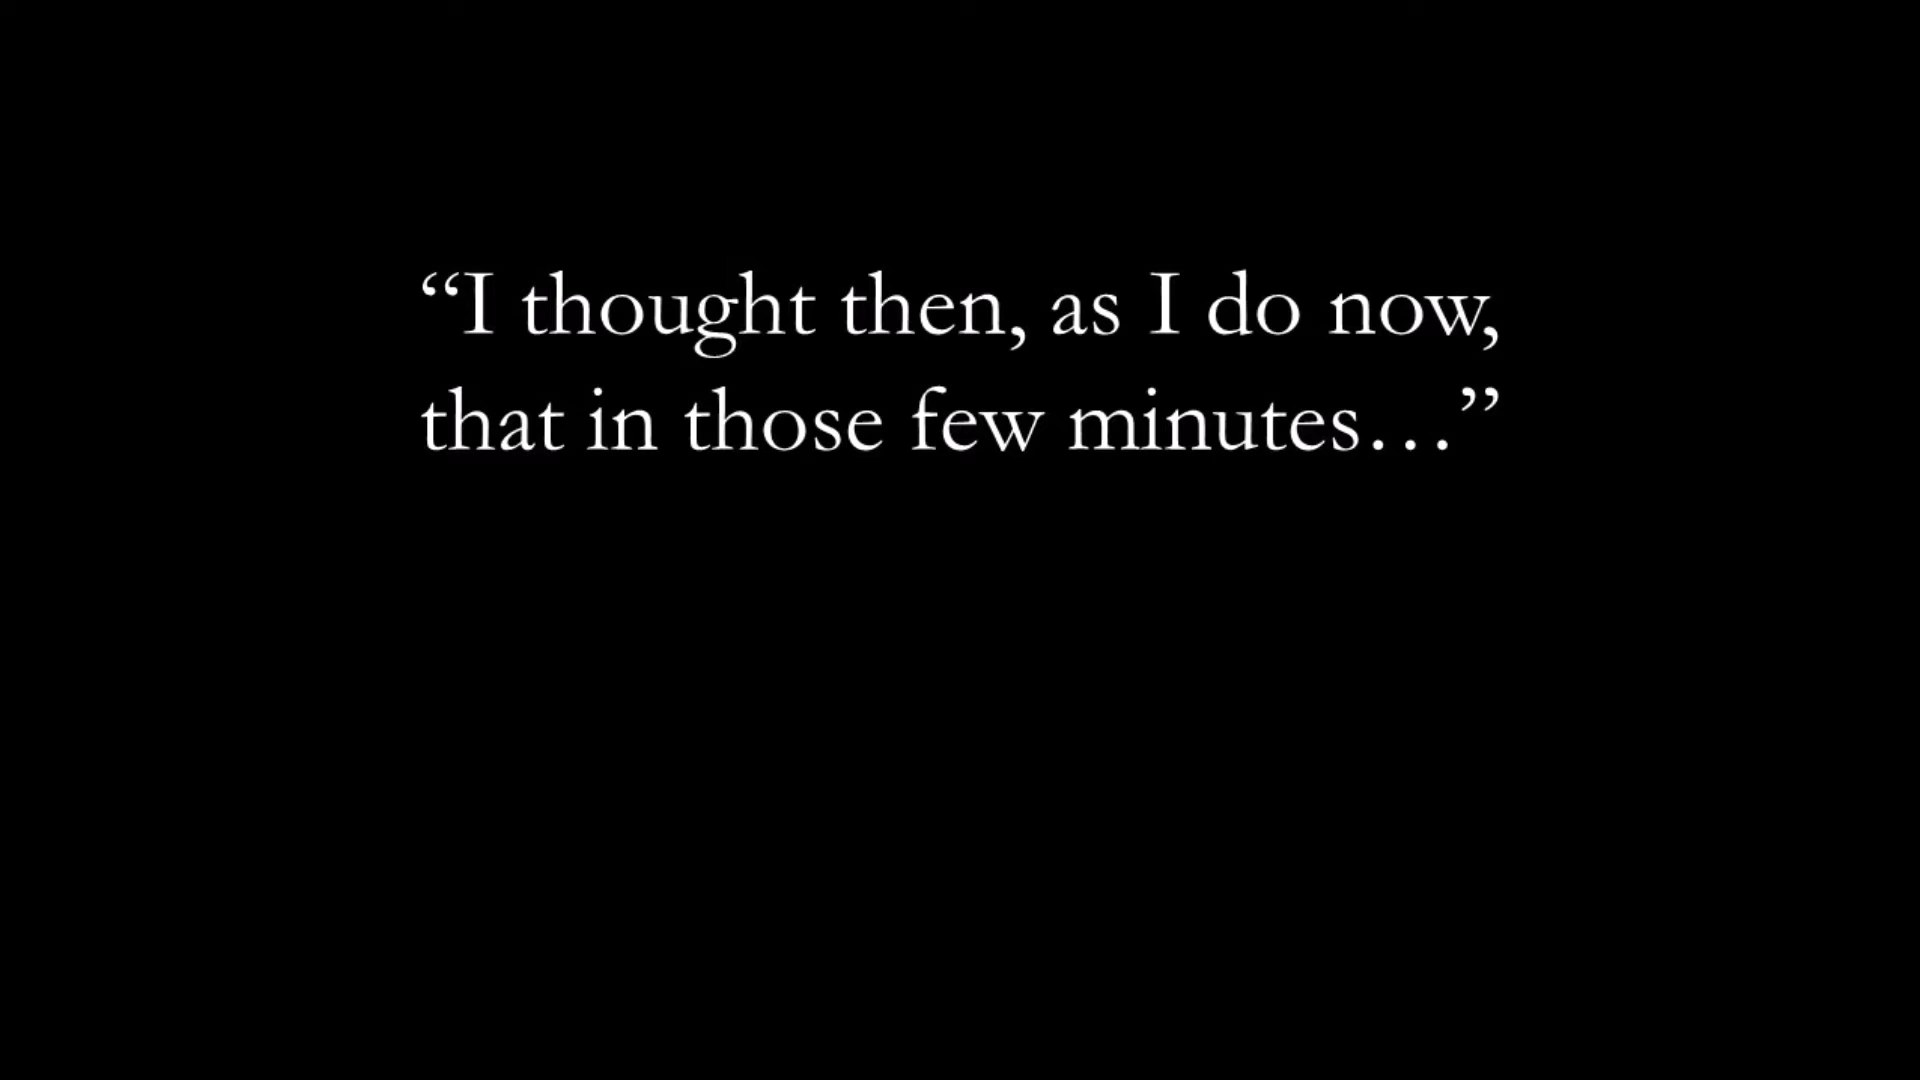 “I thought then, as I do now,
that in those few minutes…”